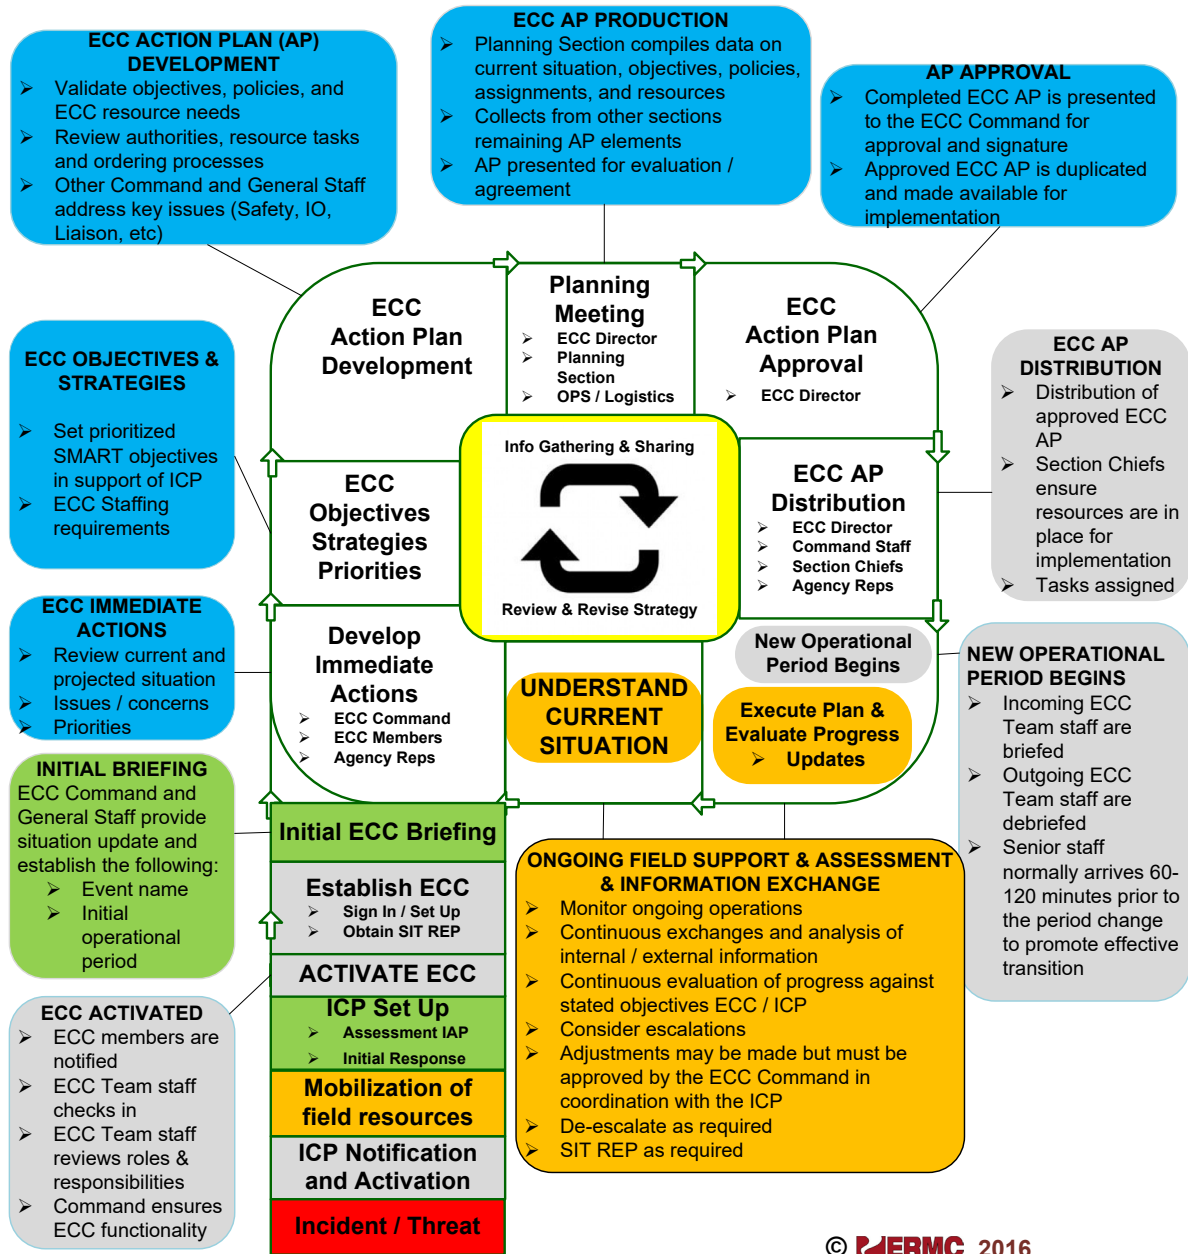 ECC ACTION PLAN (AP)
DEVELOPMENT
➢ Validate objectives, policies, and
ECC resource needs
➢ Review authorities, resource tasks
and ordering processes
➢ Other Command and General Staff
address key issues (Safety, IO,
Liaison, etc)
ECC AP PRODUCTION
➢ Planning Section compiles data on
current situation, objectives, policies,
assignments, and resources
➢ Collects from other sections
remaining AP elements
➢ AP presented for evaluation /
agreement
AP APPROVAL
➢ Completed ECC AP is presented
to the ECC Command for
approval and signature
➢ Approved ECC AP is duplicated
and made available for
implementation
ECC
Action Plan
Development
Planning
Meeting
➢ ECC Director
➢ Planning
Section
➢ OPS / Logistics
ECC
Action Plan
Approval
➢ ECC Director
ECC OBJECTIVES &
STRATEGIES
➢ Set prioritized
SMART objectives
in support of ICP
➢ ECC Staffing
requirements
ECC
Objectives
Strategies
Priorities
Info Gathering & Sharing
Review & Revise Strategy
ECC AP
Distribution
➢ ECC Director
➢ Command Staff
➢ Section Chiefs
➢ Agency Reps
ECC AP
DISTRIBUTION
➢ Distribution of
approved ECC
AP
➢ Section Chiefs
ensure
resources are in
place for
implementation
➢ Tasks assigned
ECC IMMEDIATE
ACTIONS
➢ Review current and
projected situation
➢ Issues / concerns
➢ Priorities
Develop
Immediate
Actions
➢ ECC Command
➢ ECC Members
➢ Agency Reps
UNDERSTAND
CURRENT
SITUATION
New Operational
Period Begins
Execute Plan &
Evaluate Progress
➢ Updates
NEW OPERATIONAL
PERIOD BEGINS
➢ Incoming ECC
Team staff are
briefed
➢ Outgoing ECC
Team staff are
debriefed
➢ Senior staff
normally arrives 60-
120 minutes prior to
the period change
to promote effective
transition
INITIAL BRIEFING
ECC Command and
General Staff provide
situation update and
establish the following:
➢ Event name
➢ Initial
operational
period
Initial ECC Briefing
Establish ECC
➢ Sign In / Set Up
➢ Obtain SIT REP
ACTIVATE ECC
ICP Set Up
➢ Assessment IAP
➢ Initial Response
Mobilization of
field resources
ICP Notification
and Activation
Incident / Threat
ECC ACTIVATED
➢ ECC members are
notified
➢ ECC Team staff
checks in
➢ ECC Team staff
reviews roles &
responsibilities
➢ Command ensures
ECC functionality
ONGOING FIELD SUPPORT & ASSESSMENT
& INFORMATION EXCHANGE
➢ Monitor ongoing operations
➢ Continuous exchanges and analysis of
internal / external information
➢ Continuous evaluation of progress against
stated objectives ECC / ICP
➢ Consider escalations
➢ Adjustments may be made but must be
approved by the ECC Command in
coordination with the ICP
➢ De-escalate as required
➢ SIT REP as required
© ERMC 2016